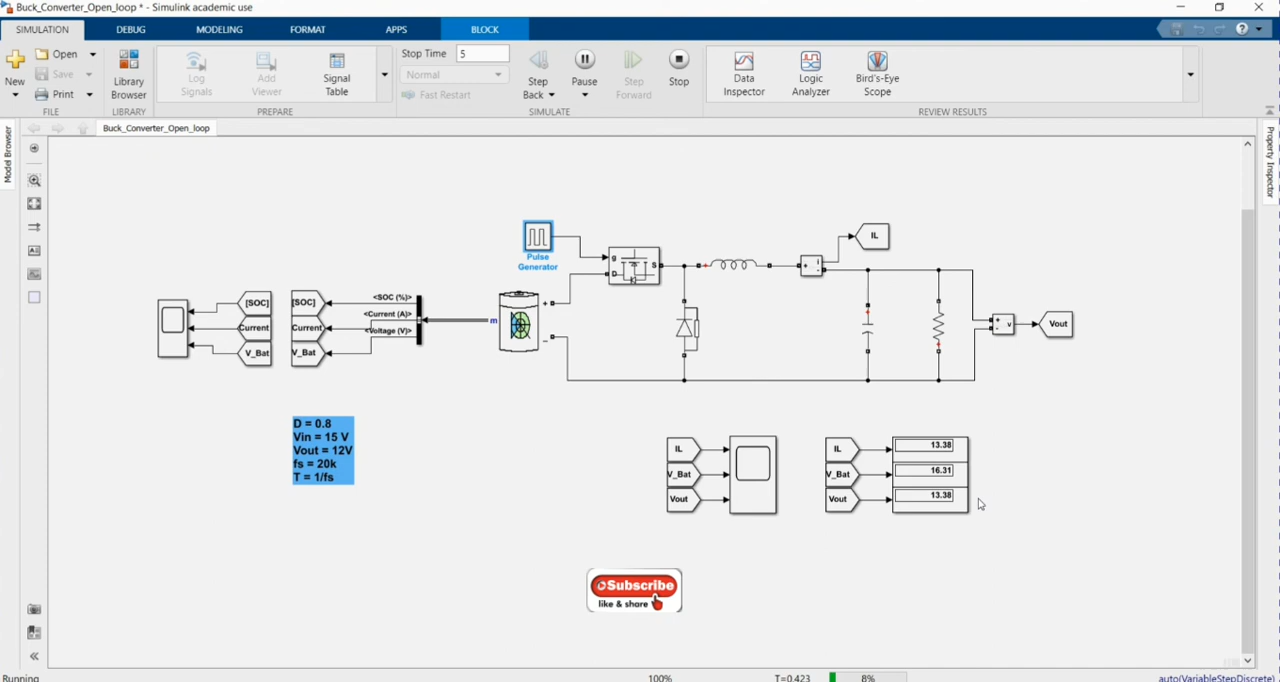 Buck_Converter_Open_loop * - Simulink academic use
SIMULATION DEBUG MODELING FORMAT APPS BLOCK
New
Open
Save
Print
FILE
Library Browser
LIBRARY
Log Signals
Add Viewer
Signal Table
PREPARE
Stop Time 5
Normal
Fast Restart
Step Back
Pause
Step Forward
Stop
SIMULATE
Data Inspector
Logic Analyzer
Bird's-Eye Scope
REVIEW RESULTS
Model Browser
Buck_Converter_Open_loop
Property Inspector
Pulse Generator
g
D
S
+
i
-
IL
[SOC]
Current
V_Bat
[SOC]
Current
V_Bat
<SOC (%)>
<Current (A)>
<Voltage (V)>
m
+
_
+
-
v
Vout
D = 0.8
Vin = 15 V
Vout = 12V
fs = 20k
T = 1/fs
IL
V_Bat
Vout
IL
V_Bat
Vout
13.38
16.31
13.38
Subscribe
like & share
Running
100%
T=0.423
8%
auto(VariableStepDiscrete)